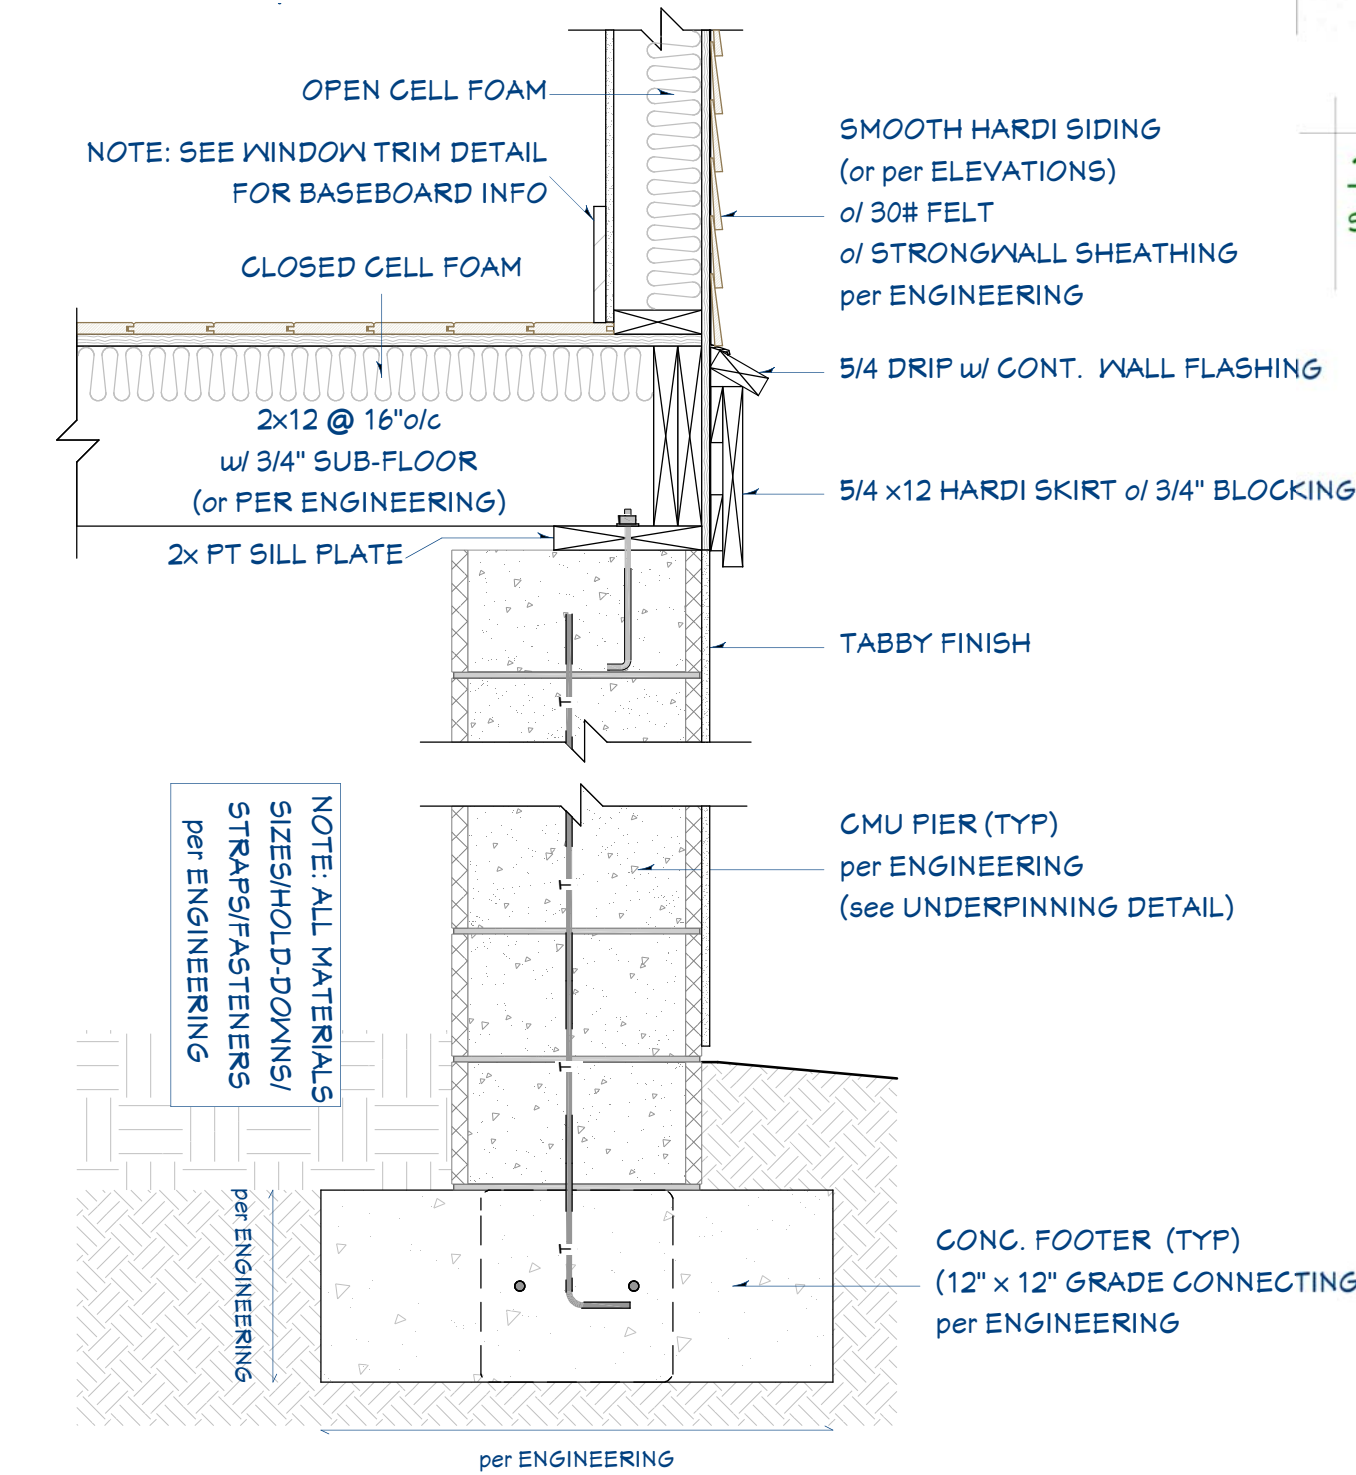 OPEN CELL FOAM
NOTE: SEE WINDOW TRIM DETAIL
FOR BASEBOARD INFO
CLOSED CELL FOAM
2x12 @ 16"o/c
w/ 3/4" SUB-FLOOR
(or PER ENGINEERING)
2x PT SILL PLATE
SMOOTH HARDI SIDING
(or per ELEVATIONS)
o/ 30# FELT
o/ STRONGWALL SHEATHING
per ENGINEERING
5/4 DRIP w/ CONT. WALL FLASHING
5/4 x12 HARDI SKIRT o/ 3/4" BLOCKING
TABBY FINISH
NOTE: ALL MATERIALS
SIZES/HOLD-DOWNS/
STRAPS/FASTENERS
per ENGINEERING
CMU PIER (TYP)
per ENGINEERING
(see UNDERPINNING DETAIL)
per ENGINEERING
CONC. FOOTER (TYP)
(12" x 12" GRADE CONNECTING
per ENGINEERING
per ENGINEERING